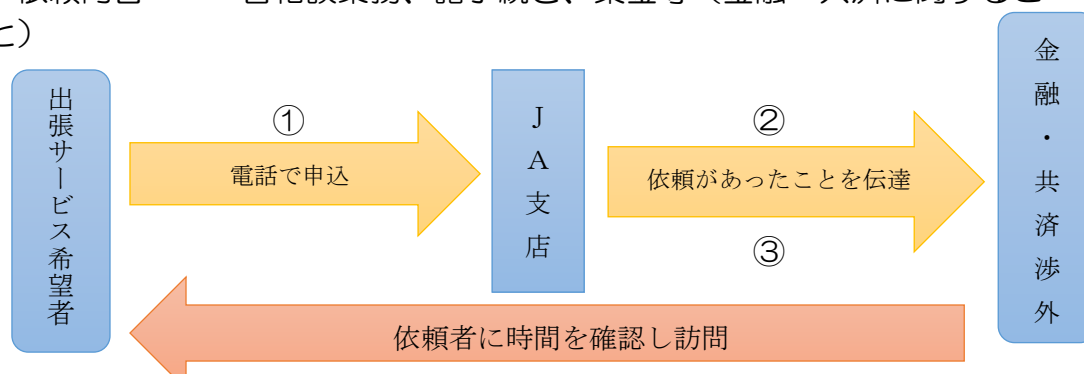 に）
①
②
出張サービス希望者
電話で申込
JA支店
依頼があったことを伝達
金融・共済渉外
③
依頼者に時間を確認し訪問